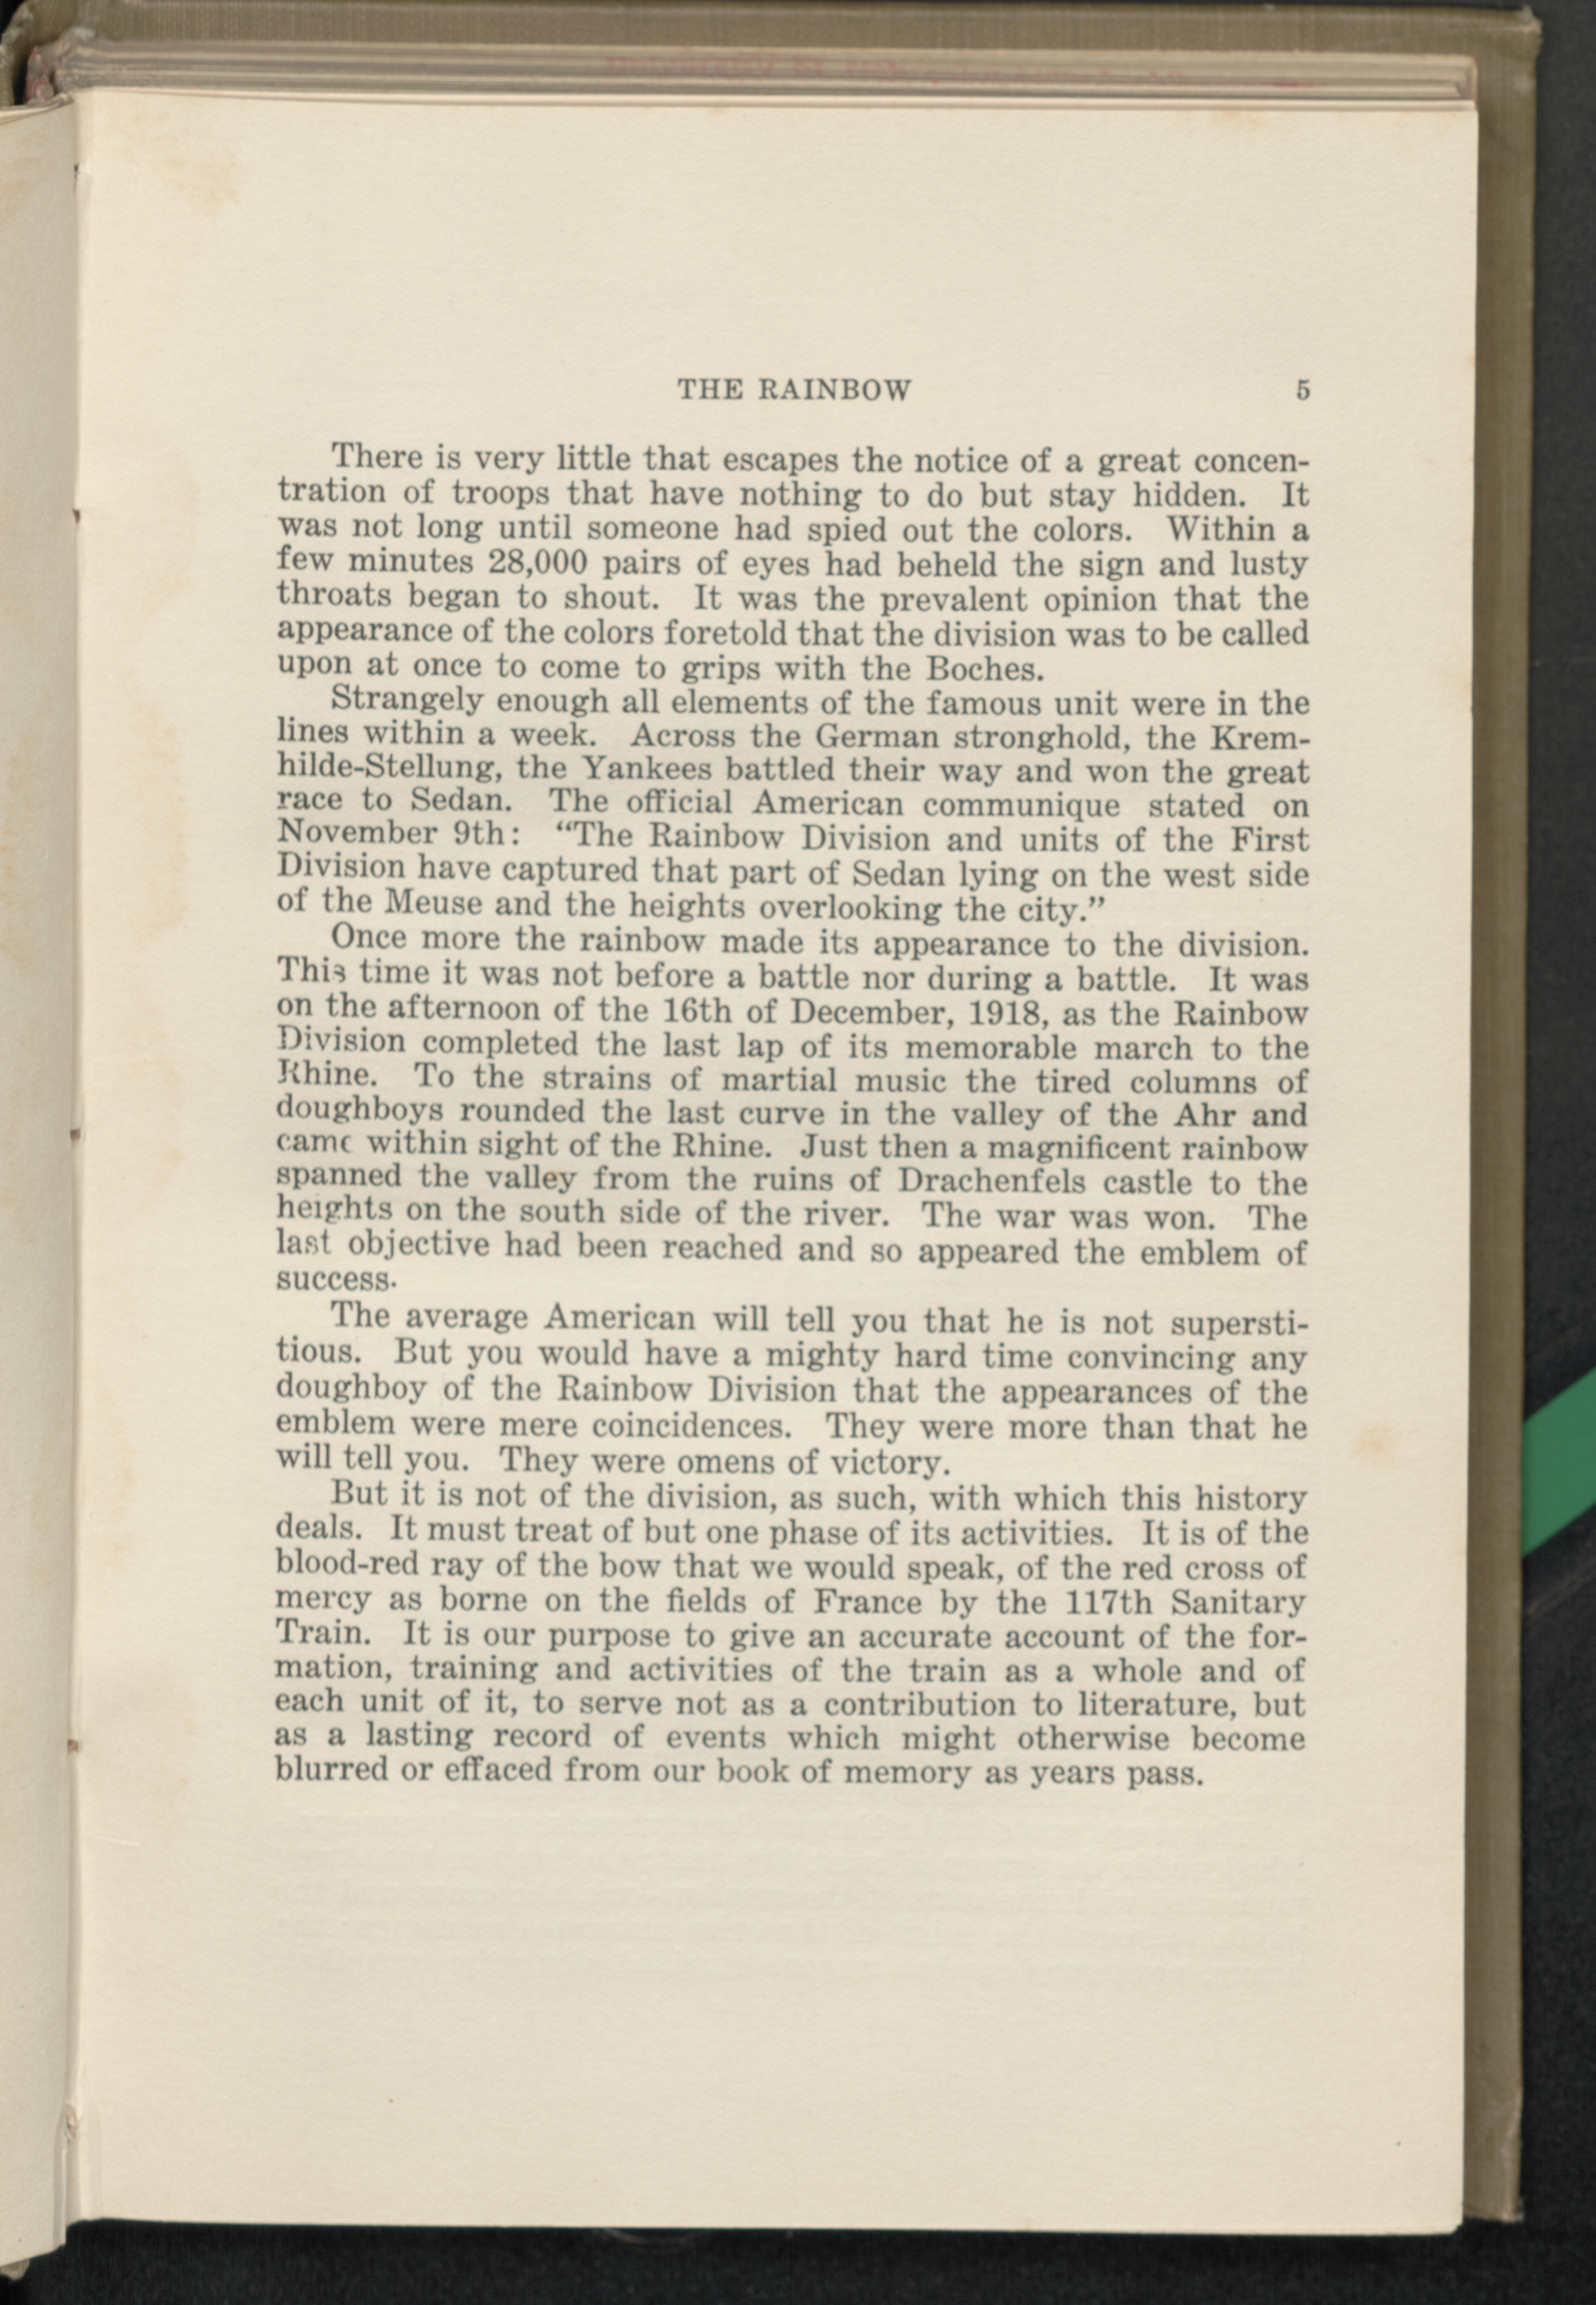 THE RAINBOW 5
There is very little that escapes the notice of a great concen-
tration of troops that have nothing to do but stay hidden. It
was not long until someone had spied out the colors. Within a
few minutes 28,000 pairs of eyes had beheld the sign and lusty
throats began to shout. It was the prevalent opinion that the
appearance of the colors foretold that the division was to be called
upon at once to come to grips with the Boches.
Strangely enough all elements of the famous unit were in the
lines within a week. Across the German stronghold, the Krem-
hilde-Stellung, the Yankees battled their way and won the great
race to Sedan. The official American communique stated on
November 9th: “The Rainbow Division and units of the First
Division have captured that part of Sedan lying on the west side
of the Meuse and the heights overlooking the city.”
Once more the rainbow made its appearance to the division.
This time it was not before a battle nor during a battle. It was
on the afternoon of the 16th of December, 1918, as the Rainbow
Division completed the last lap of its memorable march to the
Rhine. To the strains of martial music the tired columns of
doughboys rounded the last curve in the valley of the Ahr and
came within sight of the Rhine. Just then a magnificent rainbow
spanned the valley from the ruins of Drachenfels castle to the
heights on the south side of the river. The war was won. The
last objective had been reached and so appeared the emblem of
success.
The average American will tell you that he is not supersti-
tious. But you would have a mighty hard time convincing any
doughboy of the Rainbow Division that the appearances of the
emblem were mere coincidences. They were more than that he
will tell you. They were omens of victory.
But it is not of the division, as such, with which this history
deals. It must treat of but one phase of its activities. It is of the
blood-red ray of the bow that we would speak, of the red cross of
mercy as borne on the fields of France by the 117th Sanitary
Train. It is our purpose to give an accurate account of the for-
mation, training and activities of the train as a whole and of
each unit of it, to serve not as a contribution to literature, but
as a lasting record of events which might otherwise become
blurred or effaced from our book of memory as years pass.